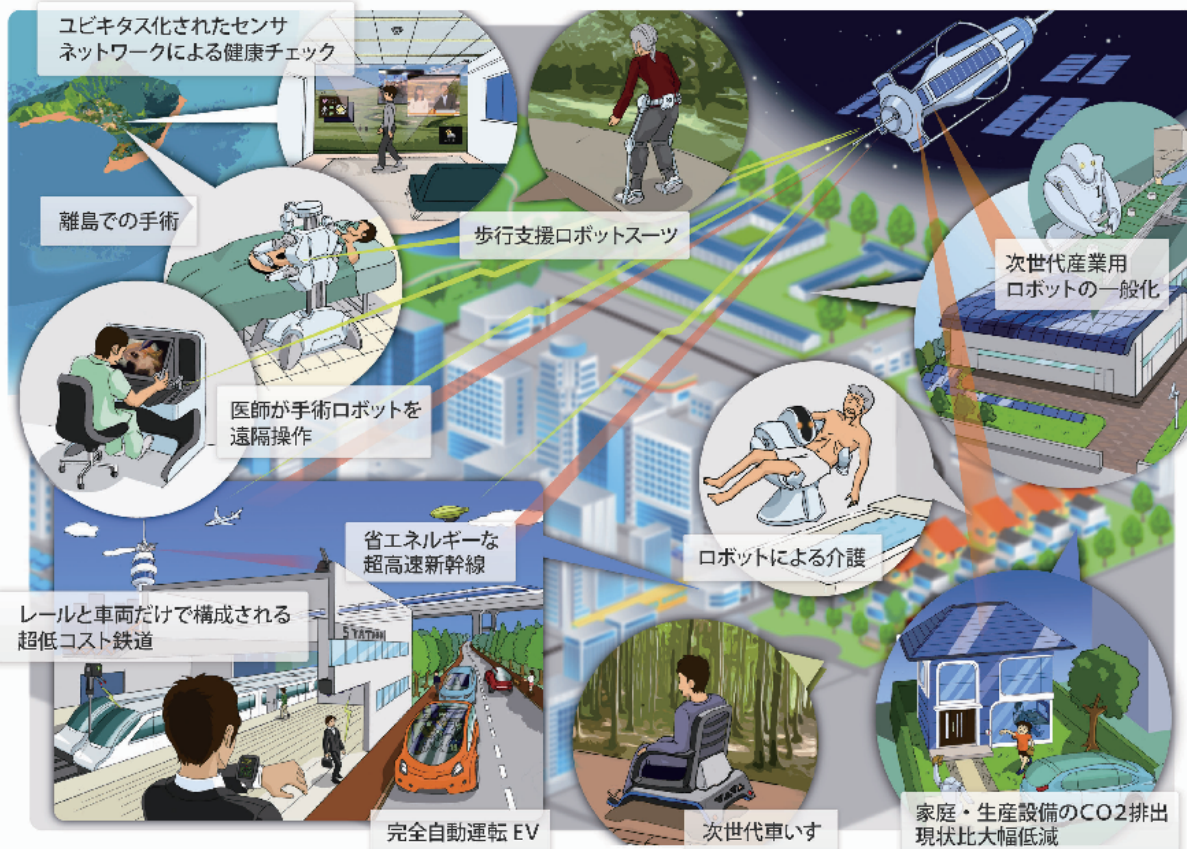 ユビキタス化されたセンサ
ネットワークによる健康チェック
離島での手術
歩行支援ロボットスーツ
次世代産業用
ロボットの一般化
医師が手術ロボットを
遠隔操作
省エネルギーな
超高速新幹線
ロボットによる介護
レールと車両だけで構成される
超低コスト鉄道
STATION
完全自動運転 EV
次世代車いす
家庭・生産設備のCO2排出
現状比大幅低減